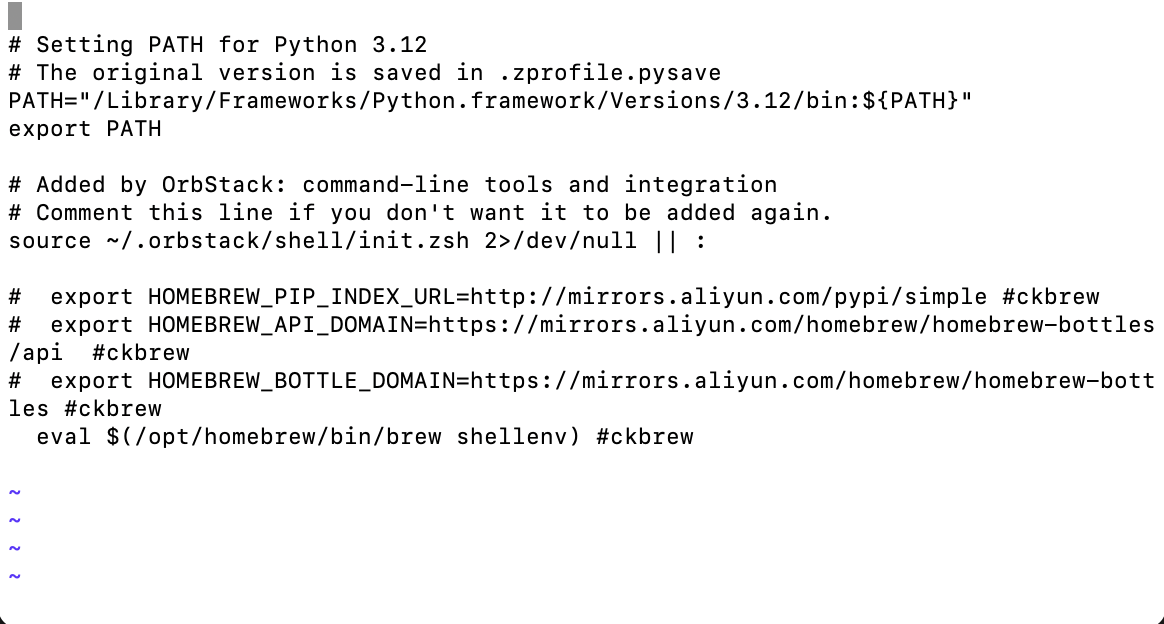 # Setting PATH for Python 3.12
# The original version is saved in .zprofile.pysave
PATH="/Library/Frameworks/Python.framework/Versions/3.12/bin:${PATH}"
export PATH

# Added by OrbStack: command-line tools and integration
# Comment this line if you don't want it to be added again.
source ~/.orbstack/shell/init.zsh 2>/dev/null || :

#  export HOMEBREW_PIP_INDEX_URL=http://mirrors.aliyun.com/pypi/simple #ckbrew
#  export HOMEBREW_API_DOMAIN=https://mirrors.aliyun.com/homebrew/homebrew-bottles
/api  #ckbrew
#  export HOMEBREW_BOTTLE_DOMAIN=https://mirrors.aliyun.com/homebrew/homebrew-bott
les #ckbrew
  eval $(/opt/homebrew/bin/brew shellenv) #ckbrew

~
~
~
~